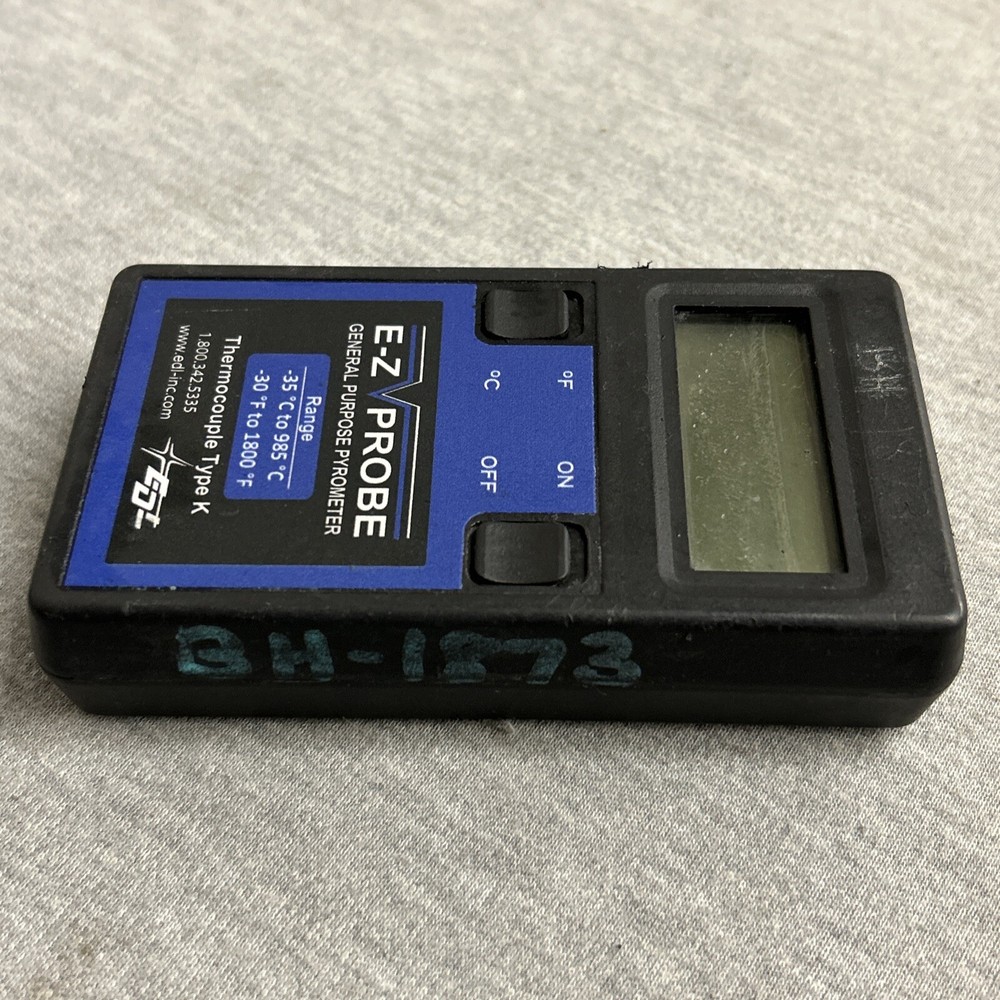 °F ON
°C OFF
E-Z PROBE
GENERAL PURPOSE PYROMETER
Range
-35 °C to 985 °C
-30 °F to 1800 °F
Thermocouple Type K
1.800.342.5335
www.edi-inc.com
BH-1873